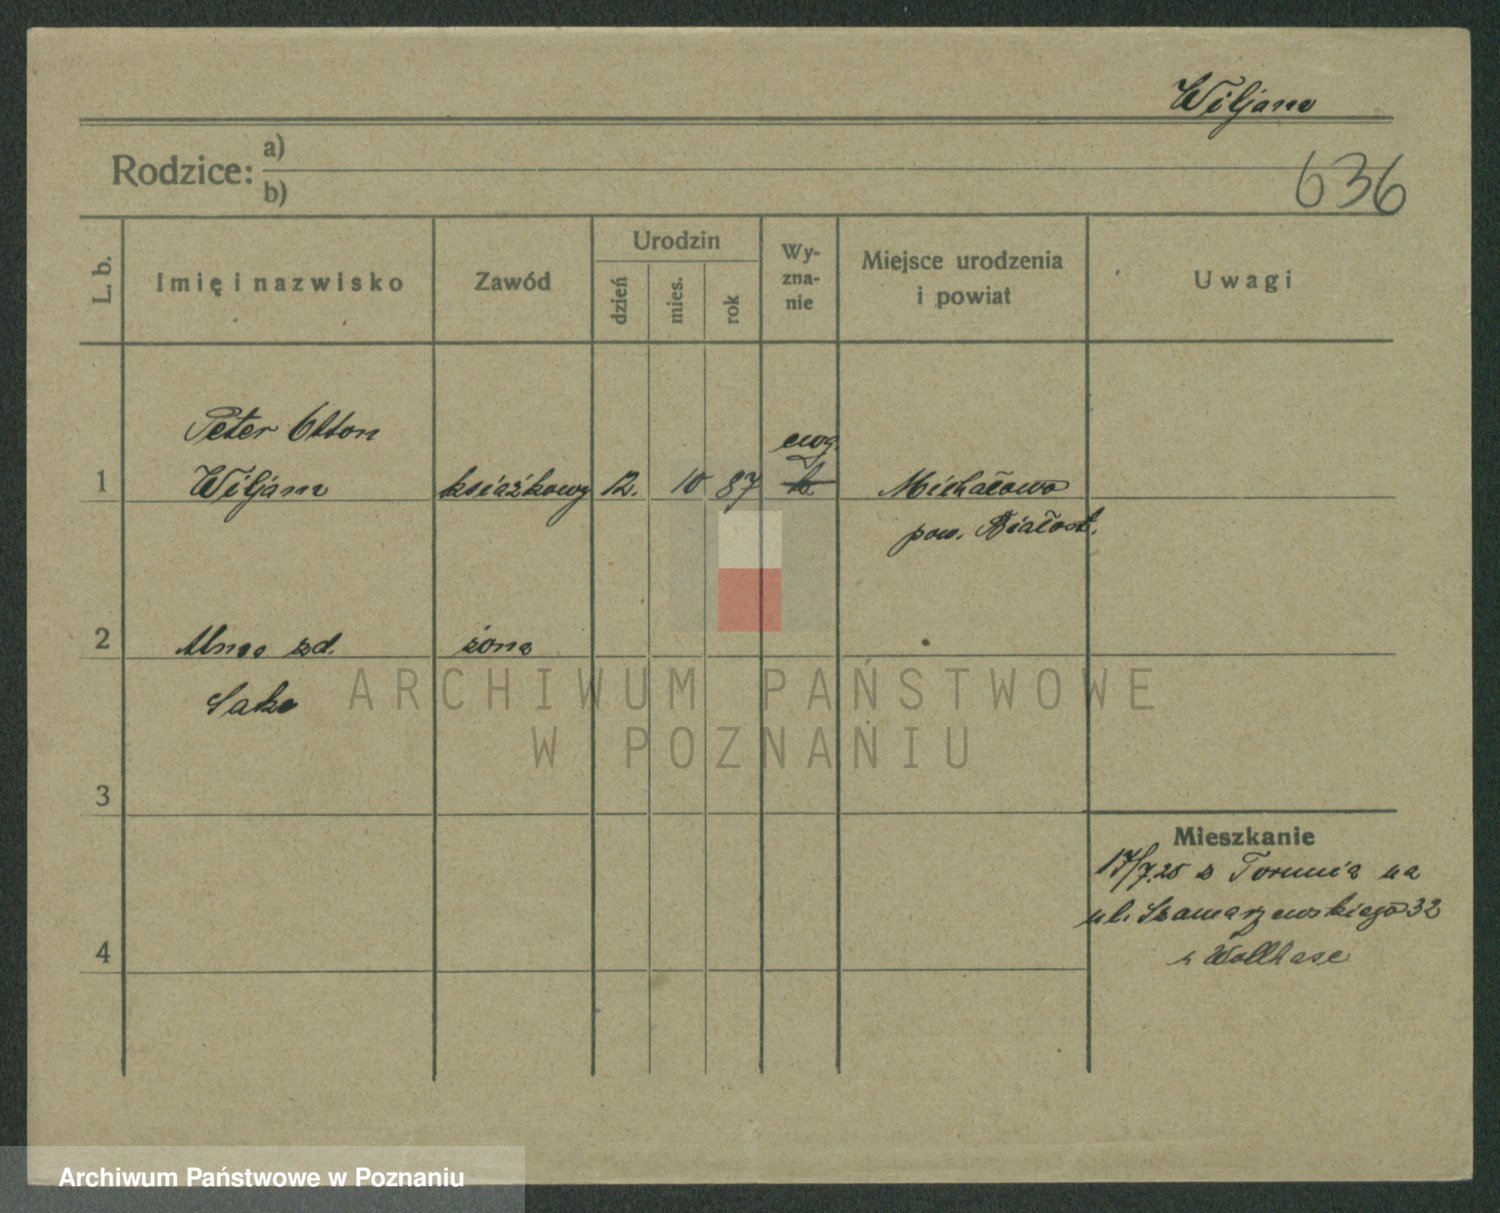 Wiljam
Rodzice: a)
b)
636
L. b.
Imię i nazwisko
Zawód
Urodzin
dzień
mies.
rok
Wy-
zna-
nie
Miejsce urodzenia
i powiat
Uwagi
Peter Otton
1 Wiljam książkowy 12. 10 87 ewg. Michałowo
pow. Białost.
2 zd. żona
3
4
Mieszkanie
17/7.25 z Torunia na
ul. Szamarzewskiego 32
Wollhase
ARCHIWUM PAŃSTWOWE
W POZNANIU
Archiwum Państwowe w Poznaniu